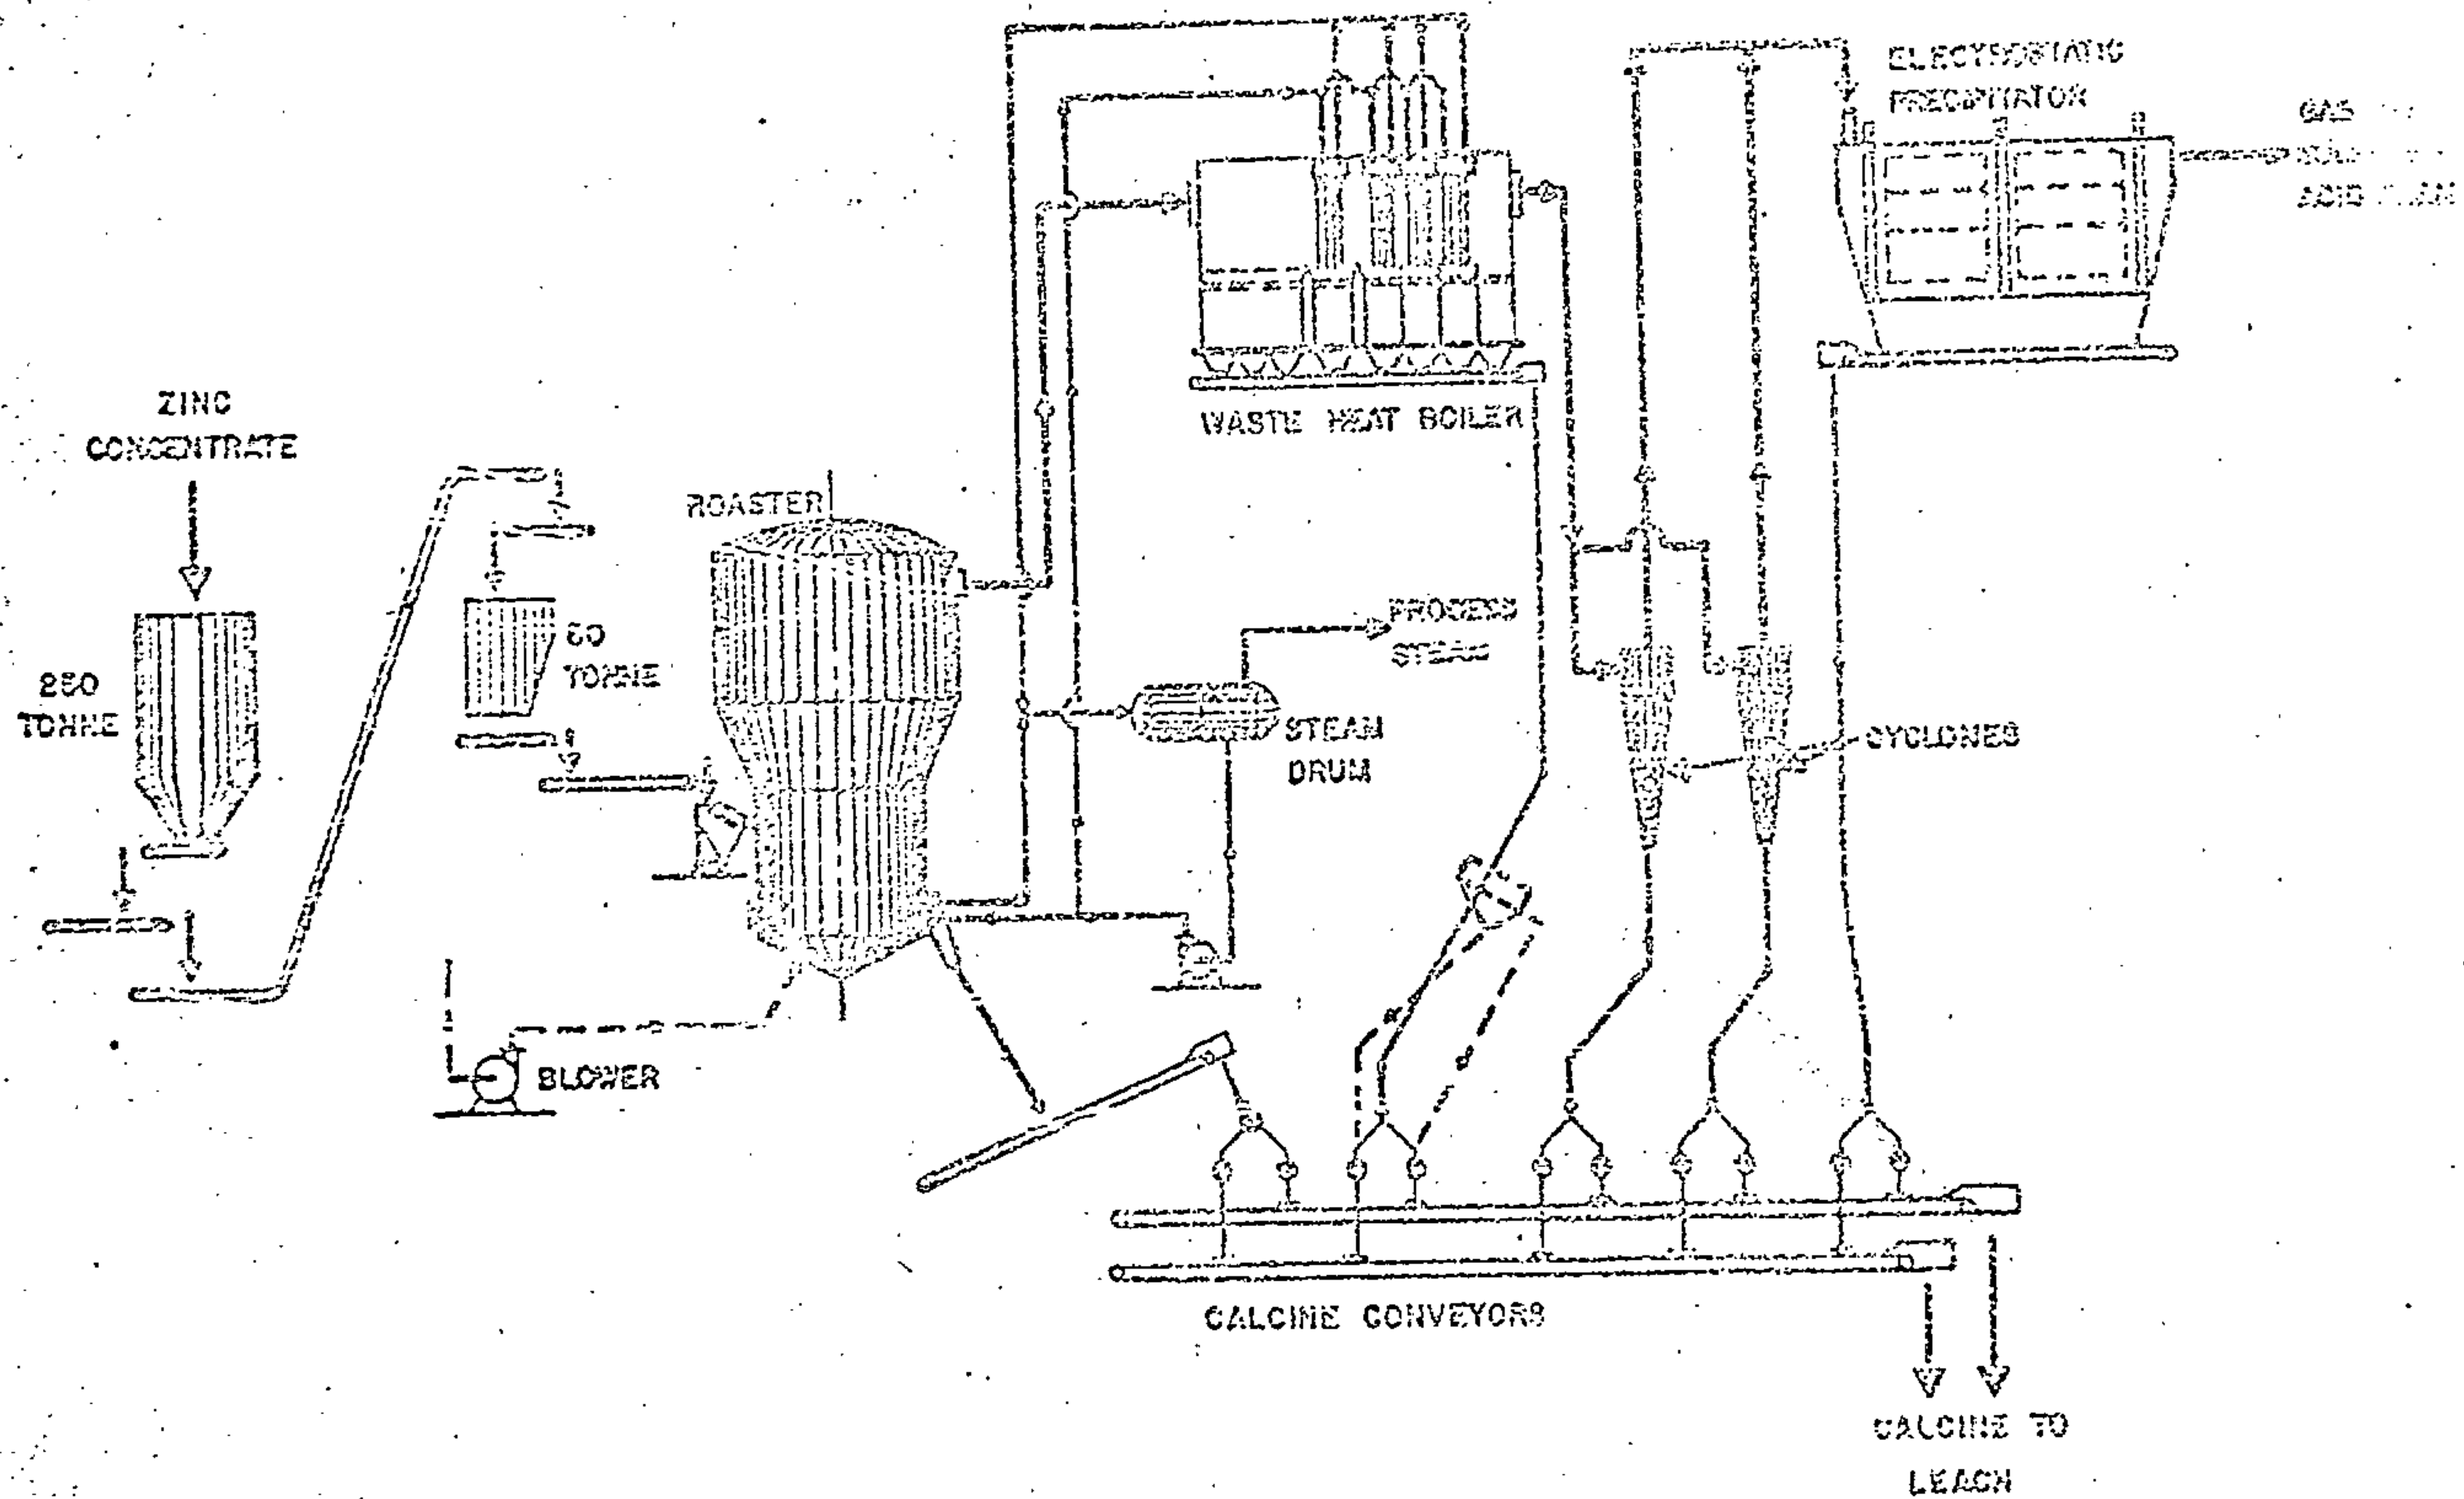 ELECTROSTATIC
PRECIPITATOR
GAS
ACID
WASTE HEAT BOILER
ZINC
CONCENTRATE
ROASTER
250
TONNE
TONNE
PROCESS
STEAM
STEAM
DRUM
CYCLONES
BLOWER
CALCINE CONVEYORS
CALCINE TO
LEACH